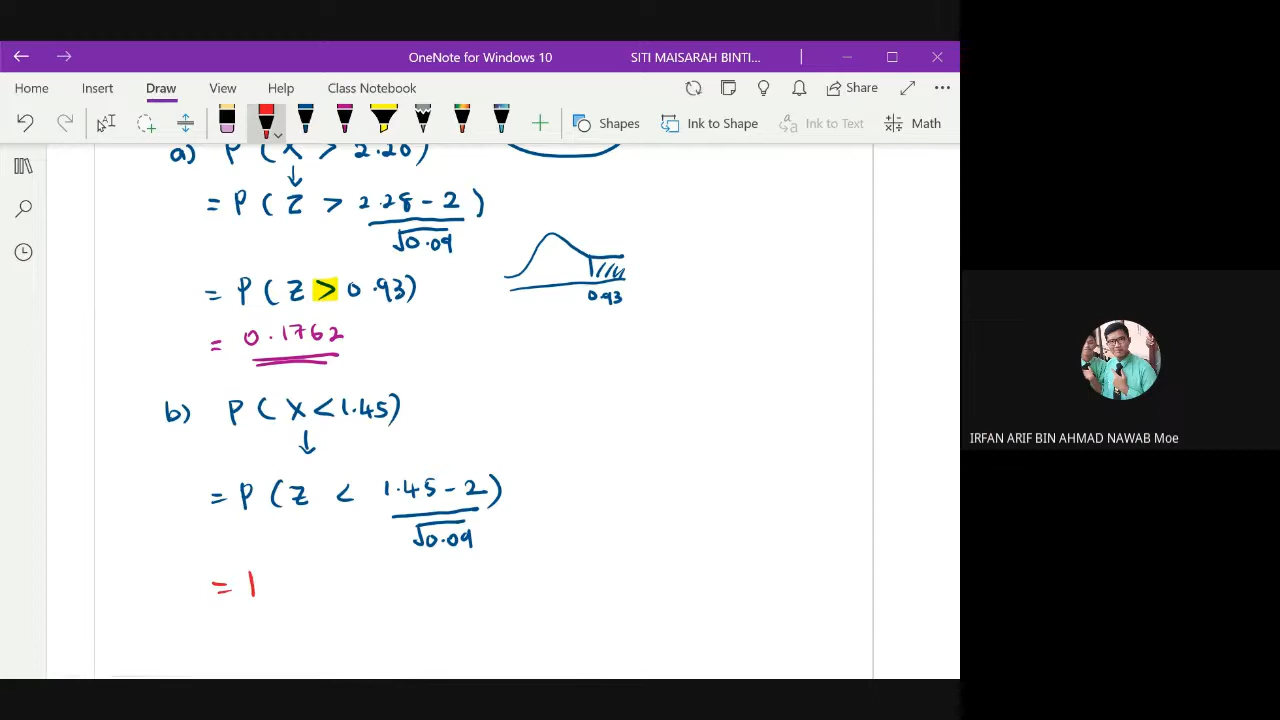 OneNote for Windows 10 SITI MAISARAH BINTI...
Home Insert Draw View Help Class Notebook Share
Shapes Ink to Shape Ink to Text Math
a) P ( X > 2.28 )
= P ( Z > 2.28 - 2 )
√0.09
= P ( Z > 0.93)
0.93
= 0.1762
b) P ( X < 1.45)
= P ( Z < 1.45 - 2 )
√0.09
= 1
IRFAN ARIF BIN AHMAD NAWAB Moe